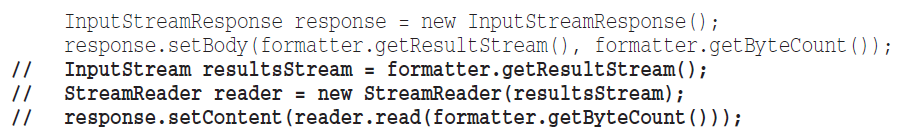 InputStreamResponse response = new InputStreamResponse();
response.setBody(formatter.getResultStream(), formatter.getByteCount());
// InputStream resultsStream = formatter.getResultStream();
// StreamReader reader = new StreamReader(resultsStream);
// response.setContent(reader.read(formatter.getByteCount()));